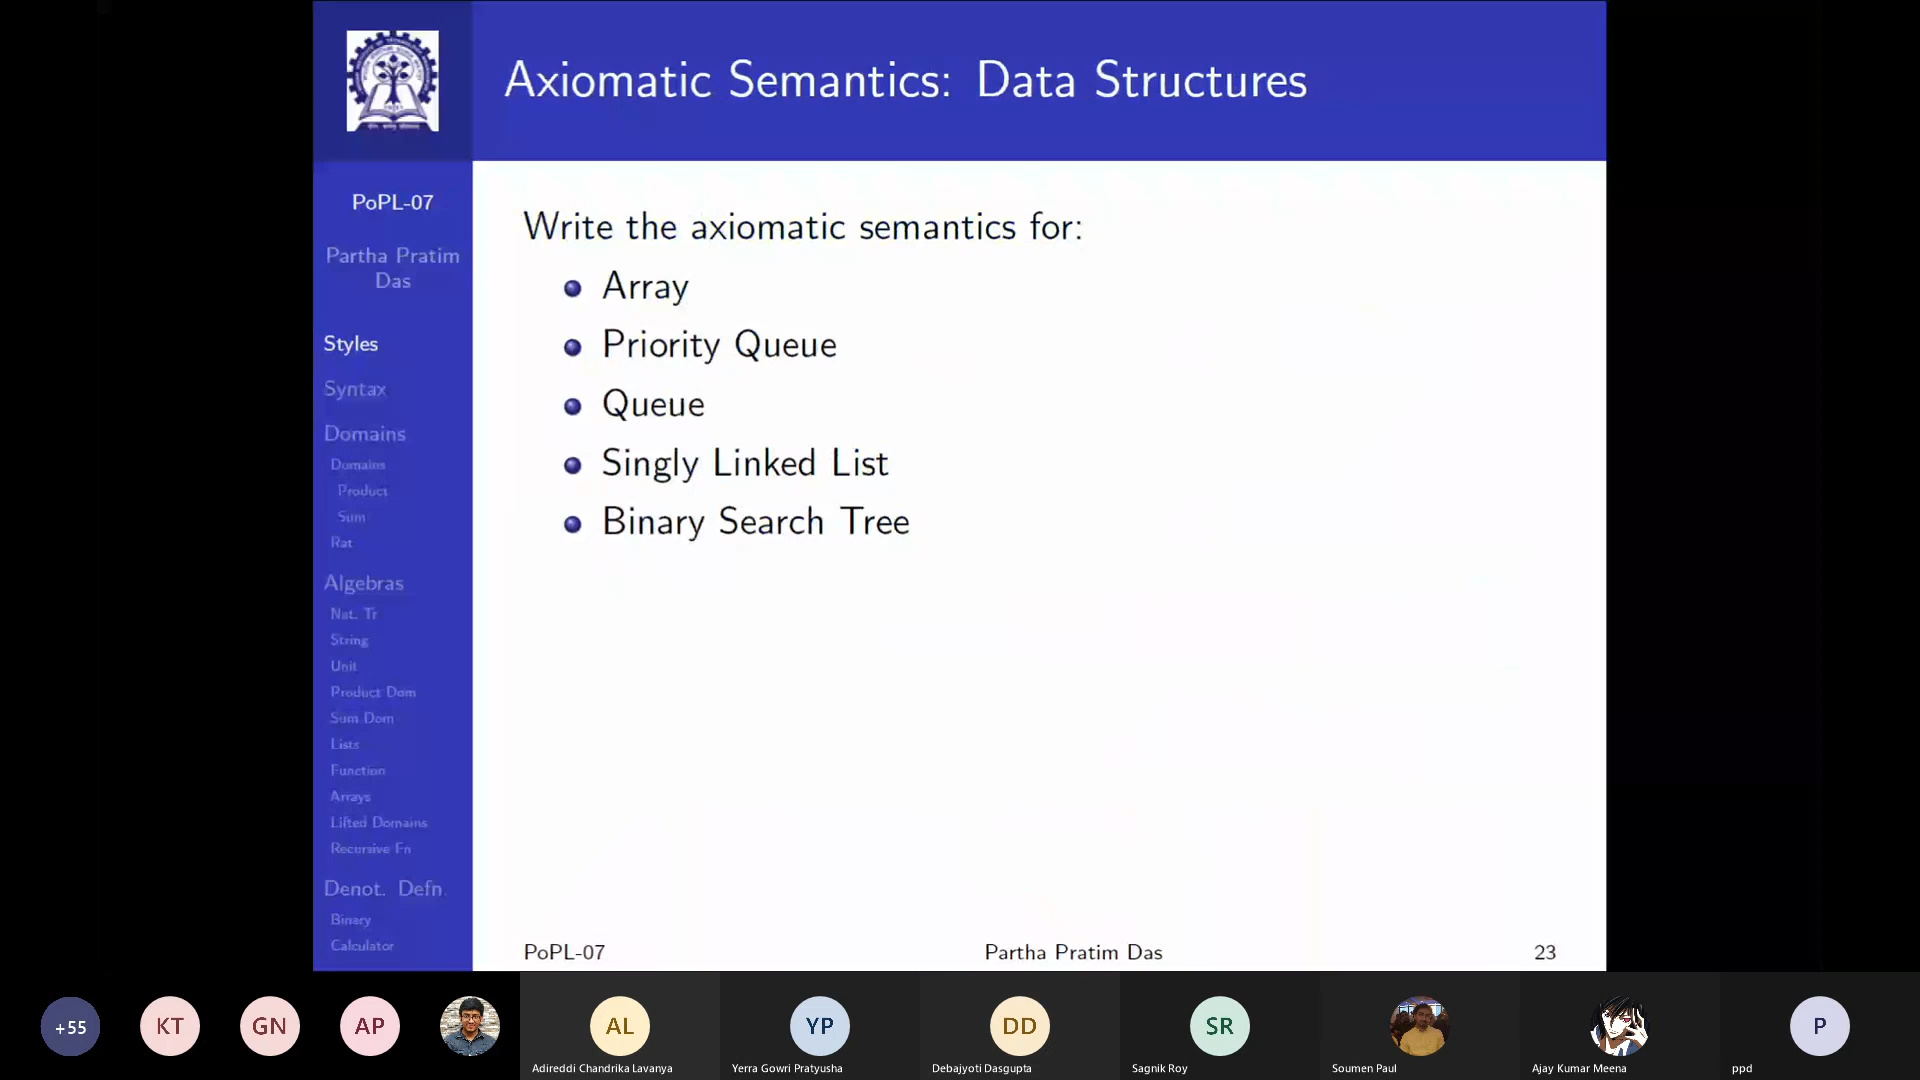 Axiomatic Semantics: Data Structures
PoPL-07
Partha Pratim
Das
Styles
Syntax
Domains
Domains
Product
Sum
Rat
Algebras
Nat. Tr
String
Unit
Product Dom
Sum Dom
Lists
Function
Arrays
Lifted Domains
Recursive Fn
Denot. Defn.
Binary
Calculator
Write the axiomatic semantics for:
Array
Priority Queue
Queue
Singly Linked List
Binary Search Tree
PoPL-07 Partha Pratim Das 23
+55 KT GN AP AL YP DD SR P
Adireddi Chandrika Lavanya Yerra Gowri Pratyusha Debajyoti Dasgupta Sagnik Roy Soumen Paul Ajay Kumar Meena ppd